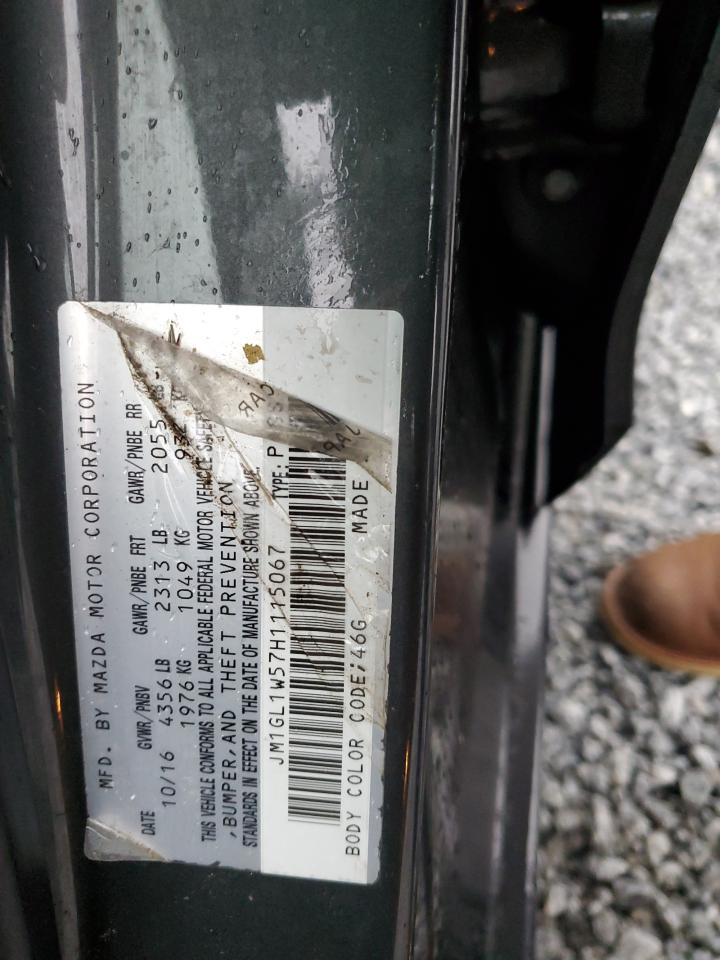 MFD. BY MAZDA MOTOR CORPORATION
DATE GVWR/PNBV GAWR/PNBE FRT GAWR/PNBE RR
10/16 4356 LB 2313 LB 2055 LB
1976 KG 1049 KG
THIS VEHICLE CONFORMS TO ALL APPLICABLE FEDERAL MOTOR VEHICLE SAFETY
,BUMPER, AND THEFT PREVENTION
STANDARDS IN EFFECT ON THE DATE OF MANUFACTURE SHOWN ABOVE.
JM1GL1W57H1115067 TYPE: P
BODY COLOR CODE;46G MADE